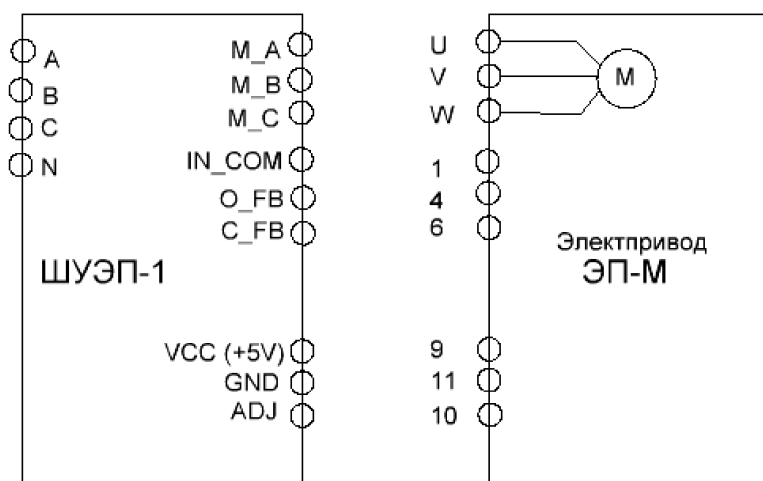 A
B
C
N
M_A
M_B
M_C
IN_COM
O_FB
C_FB
ШУЭП-1
VCC (+5V)
GND
ADJ
U
V
W
M
1
4
6
Электпривод
ЭП-М
9
11
10